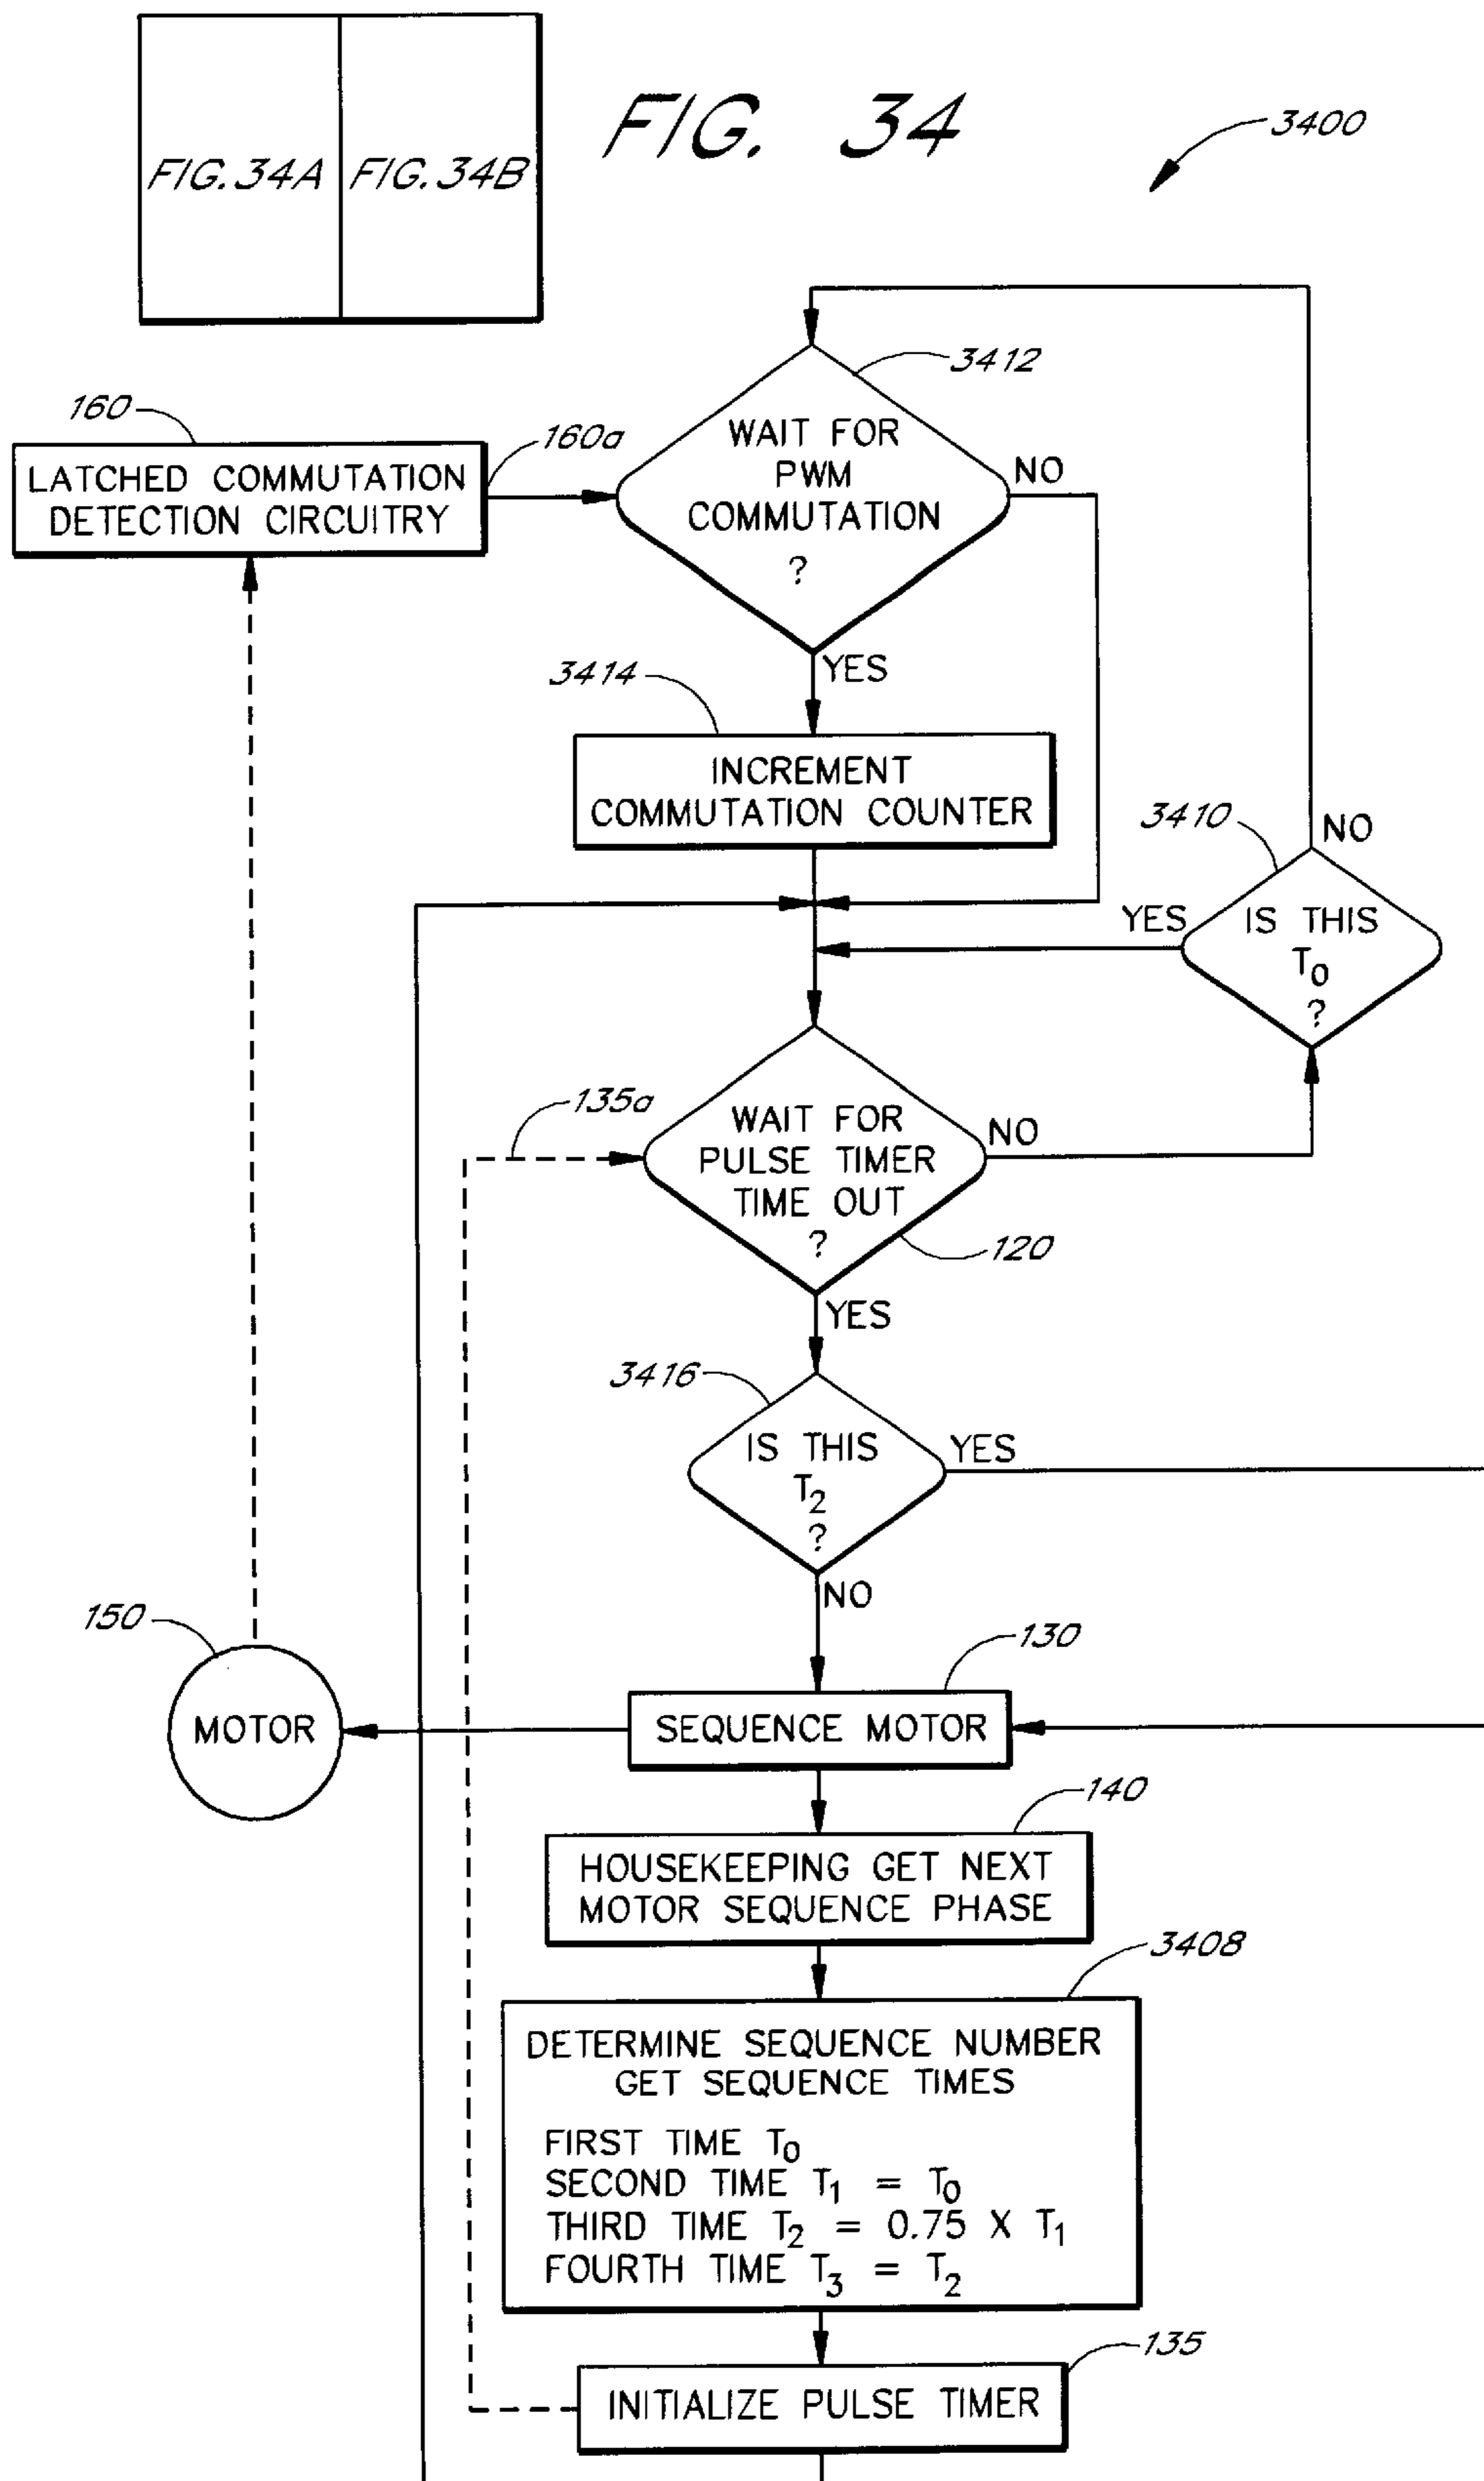 FIG. 34
FIG. 34A
FIG. 34B
3400
3412
160
160a
LATCHED COMMUTATION
DETECTION CIRCUITRY
WAIT FOR
PWM
COMMUTATION
?
NO
YES
3414
INCREMENT
COMMUTATION COUNTER
3410
NO
YES
IS THIS
T0
?
135a
WAIT FOR
PULSE TIMER
TIME OUT
?
NO
120
YES
3416
IS THIS
T2
?
YES
NO
150
130
MOTOR
SEQUENCE MOTOR
140
HOUSEKEEPING GET NEXT
MOTOR SEQUENCE PHASE
3408
DETERMINE SEQUENCE NUMBER
GET SEQUENCE TIMES
FIRST TIME T0
SECOND TIME T1 = T0
THIRD TIME T2 = 0.75 X T1
FOURTH TIME T3 = T2
135
INITIALIZE PULSE TIMER